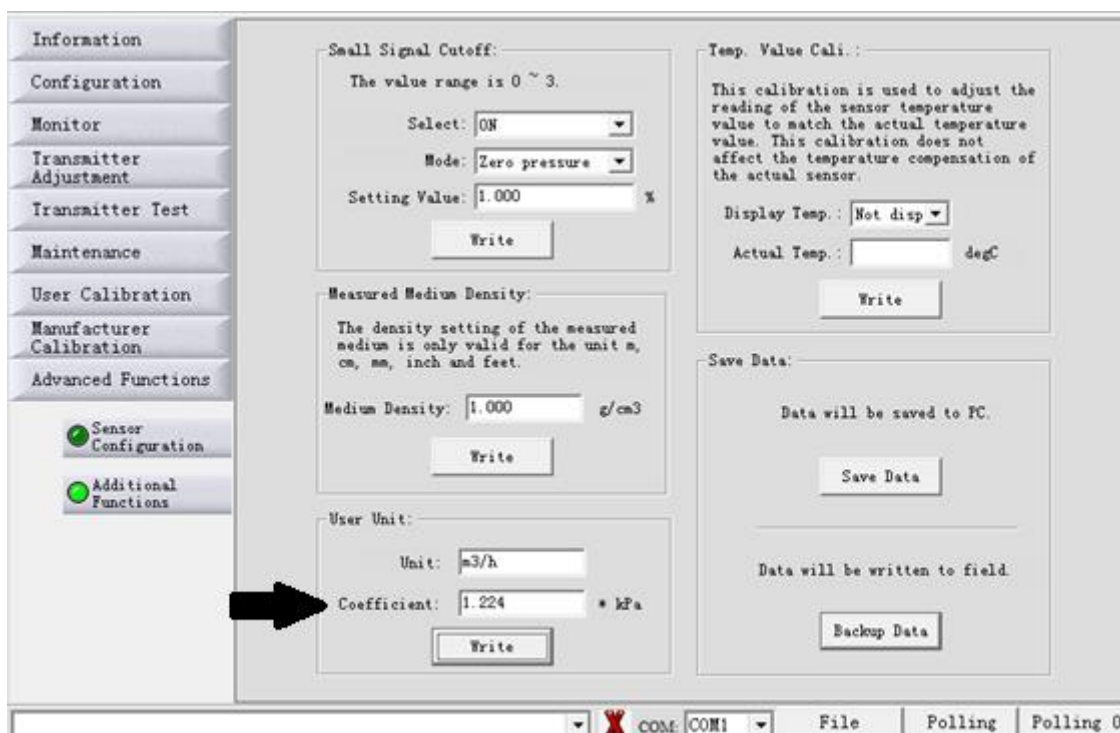 Information
Configuration
Monitor
Transmitter
Adjustment
Transmitter Test
Maintenance
User Calibration
Manufacturer
Calibration
Advanced Functions
Sensor
Configuration
Additional
Functions
Small Signal Cutoff:
The value range is 0 ~ 3.
Select: ON
Mode: Zero pressure
Setting Value: 1.000 %
Write
Measured Medium Density:
The density setting of the measured
medium is only valid for the unit m,
cm, mm, inch and feet.
Medium Density: 1.000 g/cm3
Write
User Unit:
Unit: m3/h
Coefficient: 1.224 * kPa
Write
Temp. Value Cali.:
This calibration is used to adjust the
reading of the sensor temperature
value to match the actual temperature
value. This calibration does not
affect the temperature compensation of
the actual sensor.
Display Temp.: Not disp
Actual Temp.: degC
Write
Save Data:
Data will be saved to PC.
Save Data
Data will be written to field.
Backup Data
COM: COM1
File
Polling
Polling 0